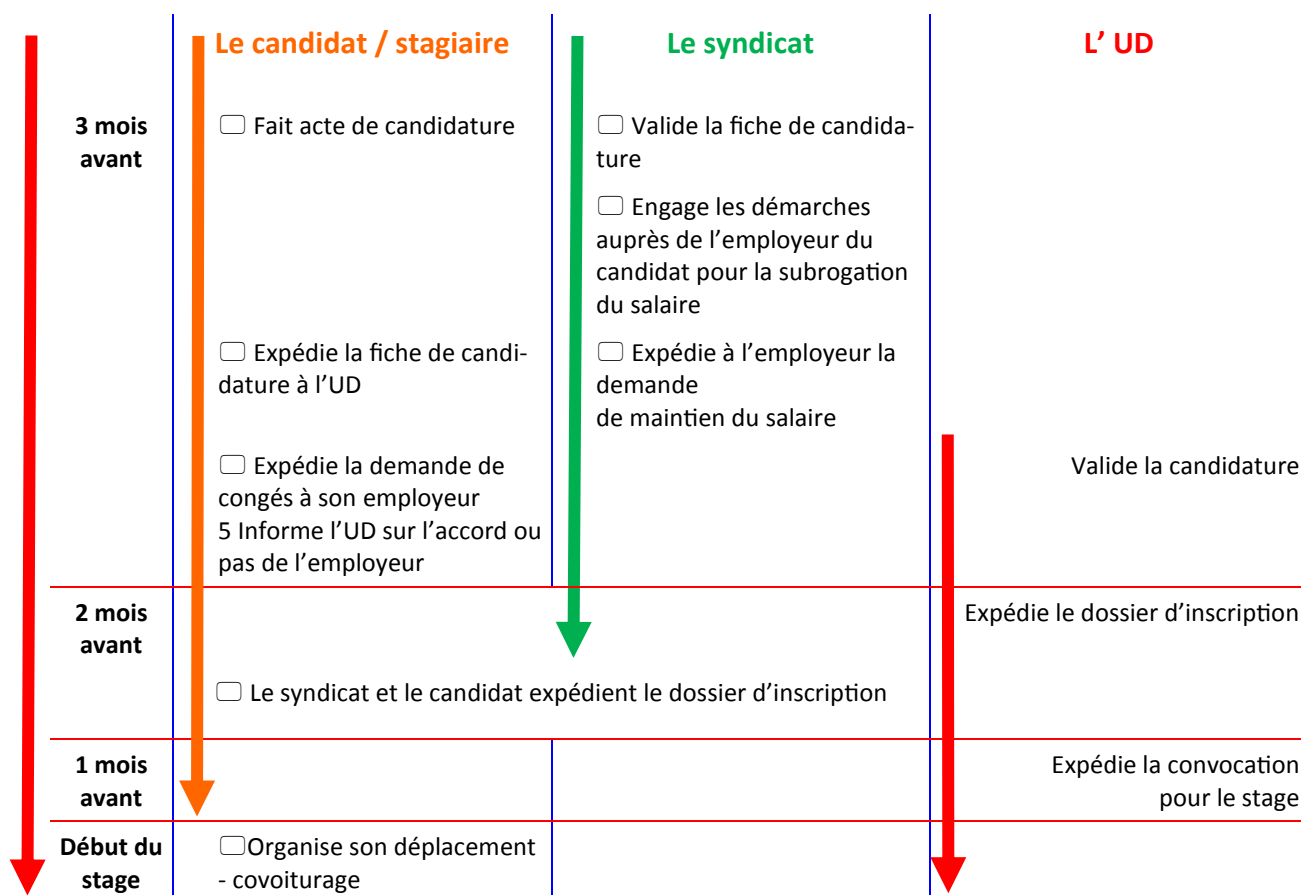 Le candidat / stagiaire
Le syndicat
L’ UD
3 mois
avant
Fait acte de candidature
Valide la fiche de candida-
ture
Engage les démarches
auprès de l’employeur du
candidat pour la subrogation
du salaire
Expédie la fiche de candi-
dature à l’UD
Expédie à l’employeur la
demande
de maintien du salaire
Expédie la demande de
congés à son employeur
5 Informe l’UD sur l’accord ou
pas de l’employeur
Valide la candidature
2 mois
avant
Expédie le dossier d’inscription
Le syndicat et le candidat expédient le dossier d’inscription
1 mois
avant
Expédie la convocation
pour le stage
Début du
stage
Organise son déplacement
- covoiturage